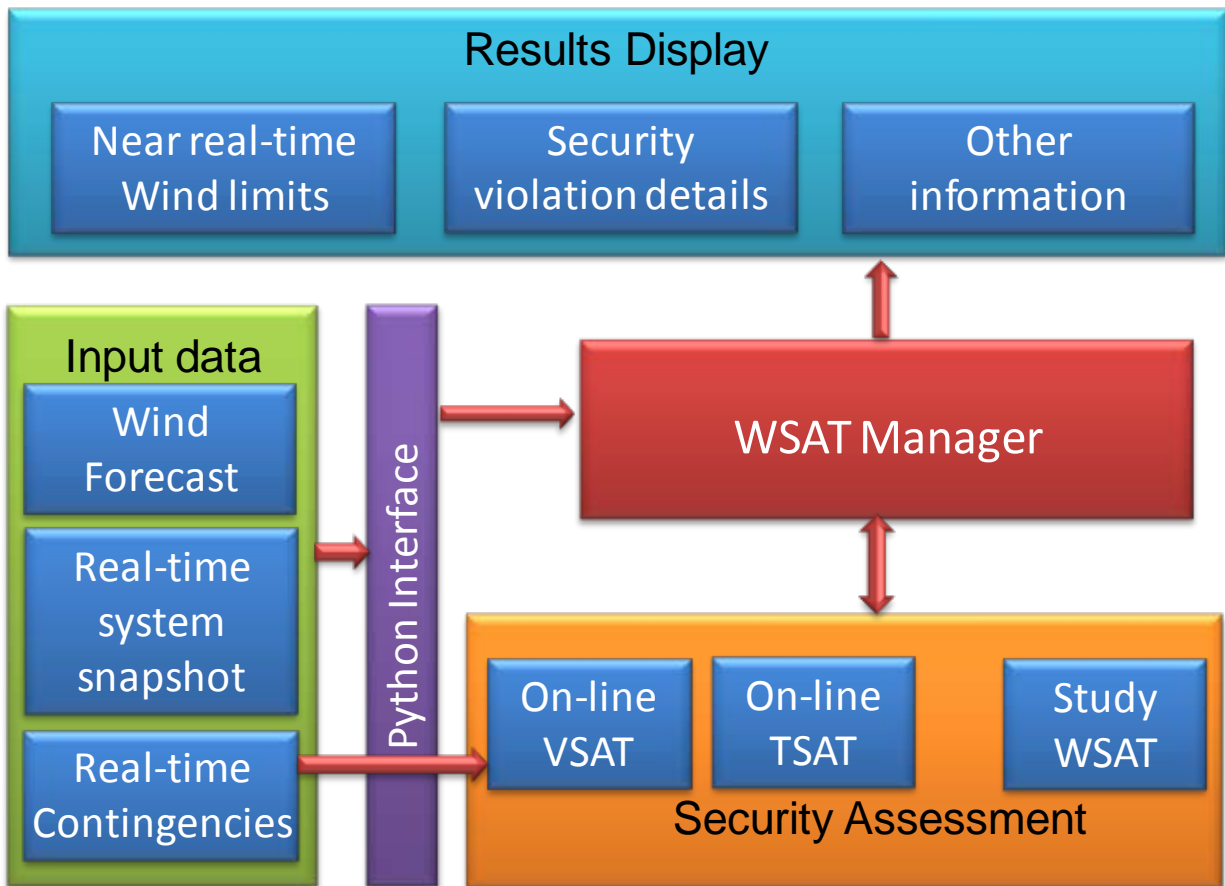 Results Display
Near real-time
Wind limits
Security
violation details
Other
information
Input data
Wind
Forecast
Real-time
system
snapshot
Real-time
Contingencies
Python Interface
WSAT Manager
On-line
VSAT
On-line
TSAT
Study
WSAT
Security Assessment